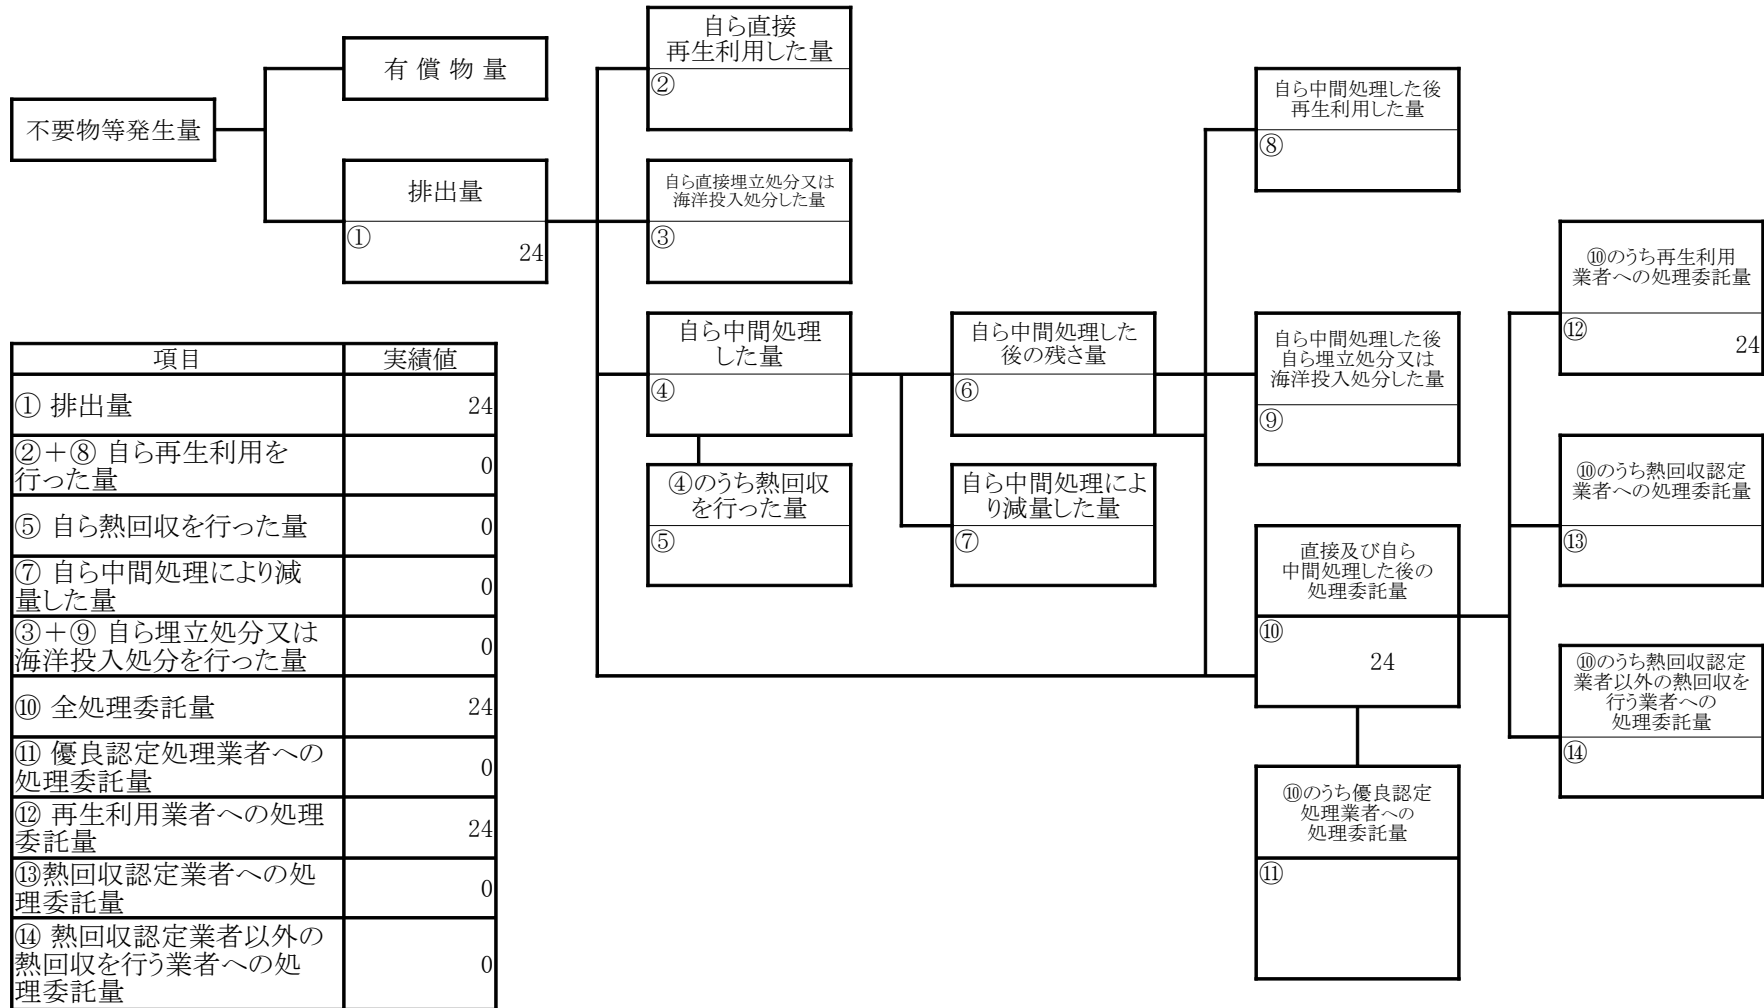 不要物等発生量
有 償 物 量
排出量
①
24
自ら直接
再生利用した量
②
自ら直接埋立処分又は
海洋投入処分した量
③
自ら中間処理
した量
④
④のうち熱回収
を行った量
⑤
自ら中間処理した
後の残さ量
⑥
自ら中間処理によ
り減量した量
⑦
自ら中間処理した後
再生利用した量
⑧
自ら中間処理した後
自ら埋立処分又は
海洋投入処分した量
⑨
直接及び自ら
中間処理した後の
処理委託量
⑩
24
⑩のうち優良認定
処理業者への
処理委託量
⑪
⑩のうち再生利用
業者への処理委託量
⑫
24
⑩のうち熱回収認定
業者への処理委託量
⑬
⑩のうち熱回収認定
業者以外の熱回収を
行う業者への
処理委託量
⑭
項目 実績値
① 排出量 24
②＋⑧ 自ら再生利用を
行った量 0
⑤ 自ら熱回収を行った量 0
⑦ 自ら中間処理により減
量した量 0
③＋⑨ 自ら埋立処分又は
海洋投入処分を行った量 0
⑩ 全処理委託量 24
⑪ 優良認定処理業者への
処理委託量 0
⑫ 再生利用業者への処理
委託量 24
⑬熱回収認定業者への処
理委託量 0
⑭ 熱回収認定業者以外の
熱回収を行う業者への処
理委託量 0